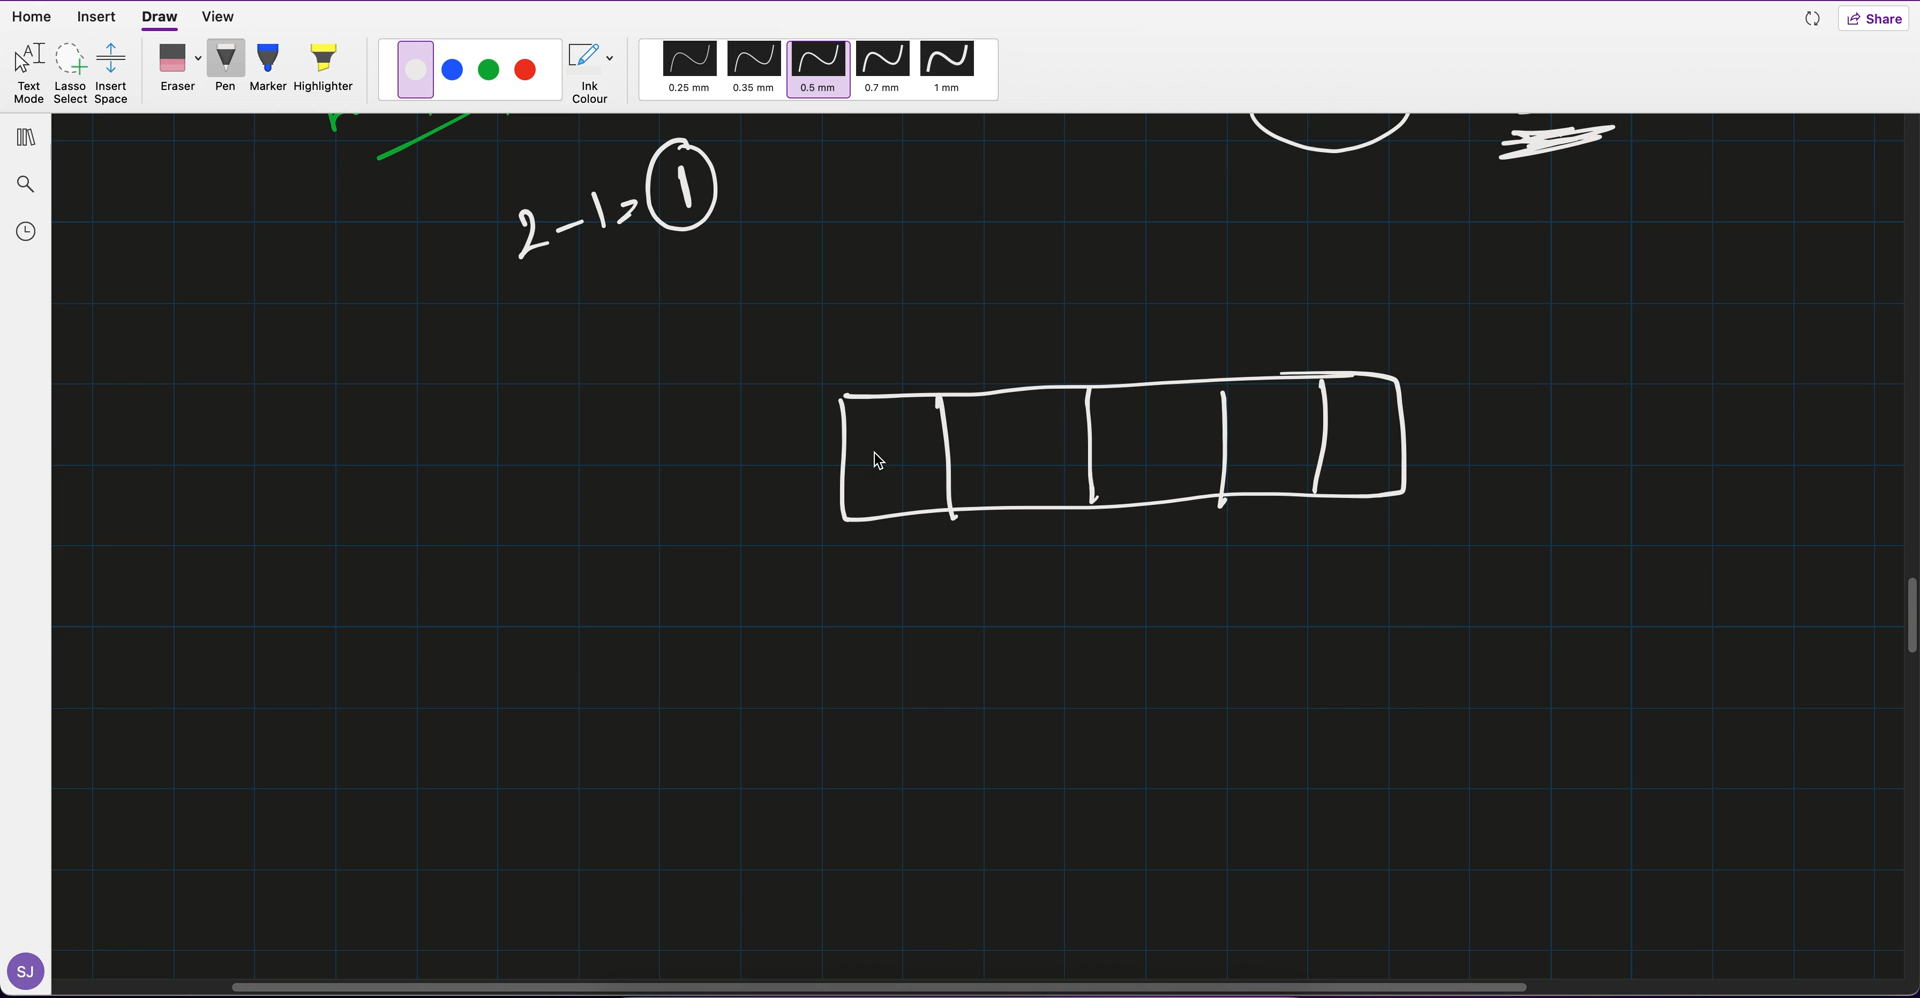 Home Insert Draw View
Share
Text Mode
Lasso Select
Insert Space
Eraser
Pen
Marker
Highlighter
Ink Colour
0.25 mm
0.35 mm
0.5 mm
0.7 mm
1 mm
2 - 1 = 1
SJ